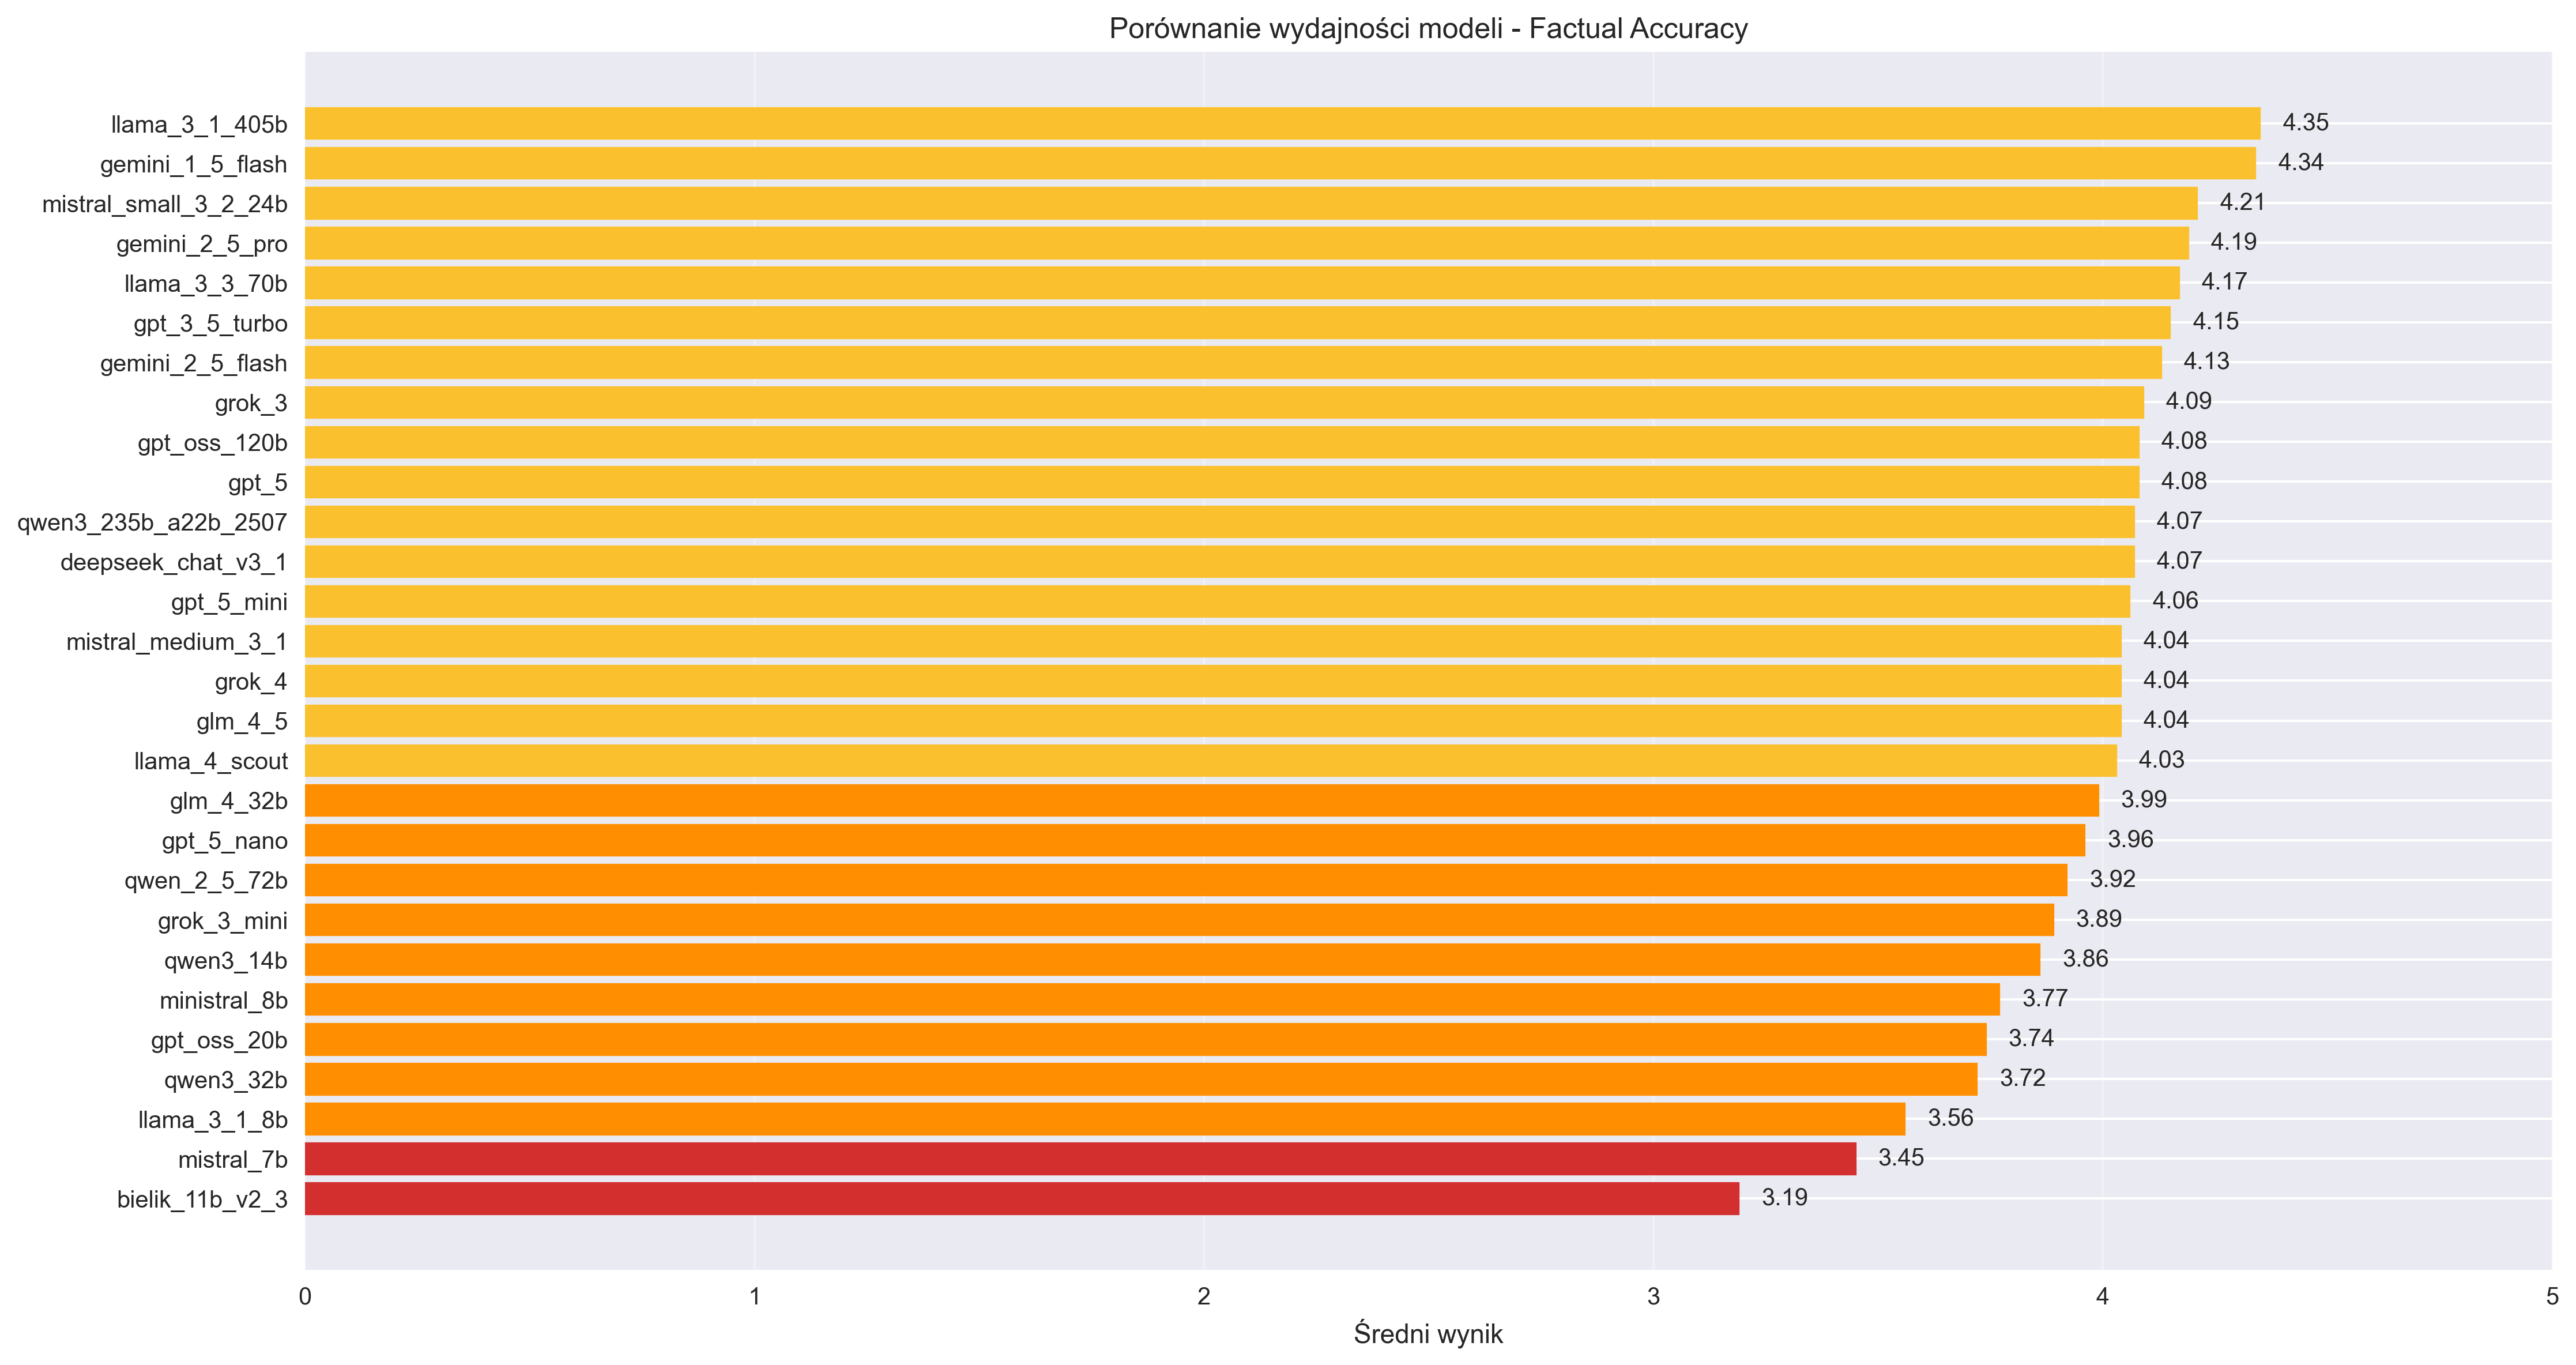 Porównanie wydajności modeli - Factual Accuracy
llama_3_1_405b 4.35
gemini_1_5_flash 4.34
mistral_small_3_2_24b 4.21
gemini_2_5_pro 4.19
llama_3_3_70b 4.17
gpt_3_5_turbo 4.15
gemini_2_5_flash 4.13
grok_3 4.09
gpt_oss_120b 4.08
gpt_5 4.08
qwen3_235b_a22b_2507 4.07
deepseek_chat_v3_1 4.07
gpt_5_mini 4.06
mistral_medium_3_1 4.04
grok_4 4.04
glm_4_5 4.04
llama_4_scout 4.03
glm_4_32b 3.99
gpt_5_nano 3.96
qwen_2_5_72b 3.92
grok_3_mini 3.89
qwen3_14b 3.86
ministral_8b 3.77
gpt_oss_20b 3.74
qwen3_32b 3.72
llama_3_1_8b 3.56
mistral_7b 3.45
bielik_11b_v2_3 3.19
0 1 2 3 4 5
Średni wynik